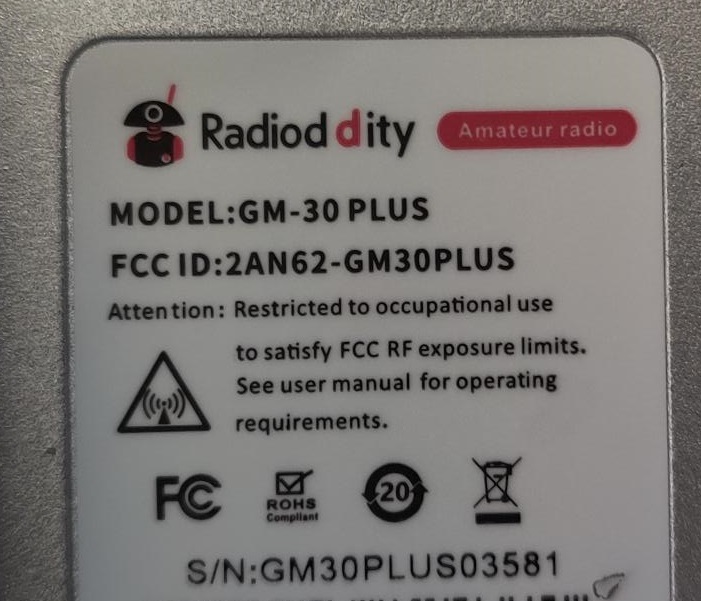 Radioddity Amateur radio
MODEL:GM-30 PLUS
FCC ID:2AN62-GM30PLUS
Attention: Restricted to occupational use
to satisfy FCC RF exposure limits.
See user manual for operating
requirements.
FC 20
ROHS
Compliant
S/N:GM30PLUS03581